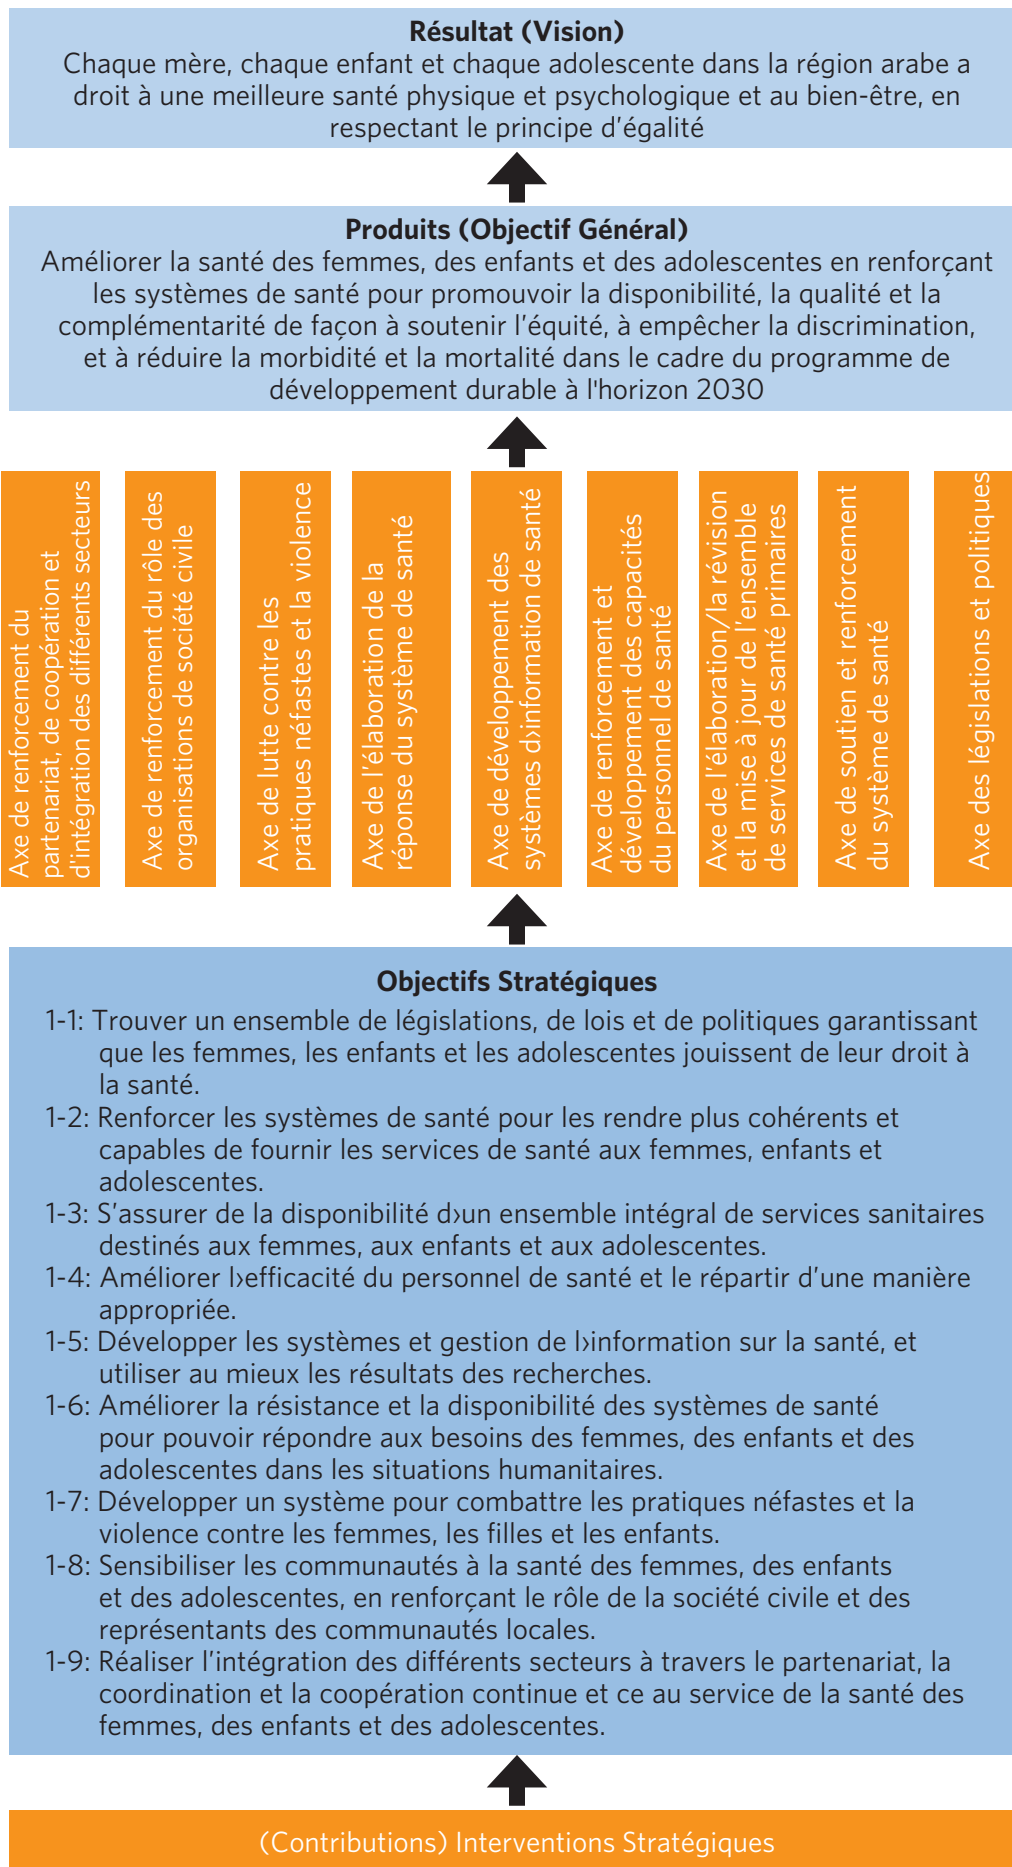 Résultat (Vision)
Chaque mère, chaque enfant et chaque adolescente dans la région arabe a
droit à une meilleure santé physique et psychologique et au bien-être, en
respectant le principe d’égalité
Produits (Objectif Général)
Améliorer la santé des femmes, des enfants et des adolescentes en renforçant
les systèmes de santé pour promouvoir la disponibilité, la qualité et la
complémentarité de façon à soutenir l’équité, à empêcher la discrimination,
et à réduire la morbidité et la mortalité dans le cadre du programme de
développement durable à l'horizon 2030
Axe de renforcement du
partenariat, de coopération et
d'intégration des différents secteurs
Axe de renforcement du rôle des
organisations de société civile
Axe de lutte contre les
pratiques néfastes et la violence
Axe de l’élaboration de la
réponse du système de santé
Axe de développement des
systèmes d›information de santé
Axe de renforcement et
développement des capacités
du personnel de santé
Axe de l’élaboration/la révision
et la mise à jour de l’ensemble
de services de santé primaires
Axe de soutien et renforcement
du système de santé
Axe des législations et politiques
Objectifs Stratégiques
1-1: Trouver un ensemble de législations, de lois et de politiques garantissant
que les femmes, les enfants et les adolescentes jouissent de leur droit à
la santé.
1-2: Renforcer les systèmes de santé pour les rendre plus cohérents et
capables de fournir les services de santé aux femmes, enfants et
adolescentes.
1-3: S’assurer de la disponibilité d›un ensemble intégral de services sanitaires
destinés aux femmes, aux enfants et aux adolescentes.
1-4: Améliorer l›efficacité du personnel de santé et le répartir d’une manière
appropriée.
1-5: Développer les systèmes et gestion de l›information sur la santé, et
utiliser au mieux les résultats des recherches.
1-6: Améliorer la résistance et la disponibilité des systèmes de santé
pour pouvoir répondre aux besoins des femmes, des enfants et des
adolescentes dans les situations humanitaires.
1-7: Développer un système pour combattre les pratiques néfastes et la
violence contre les femmes, les filles et les enfants.
1-8: Sensibiliser les communautés à la santé des femmes, des enfants
et des adolescentes, en renforçant le rôle de la société civile et des
représentants des communautés locales.
1-9: Réaliser l’intégration des différents secteurs à travers le partenariat, la
coordination et la coopération continue et ce au service de la santé des
femmes, des enfants et des adolescentes.
(Contributions) Interventions Stratégiques